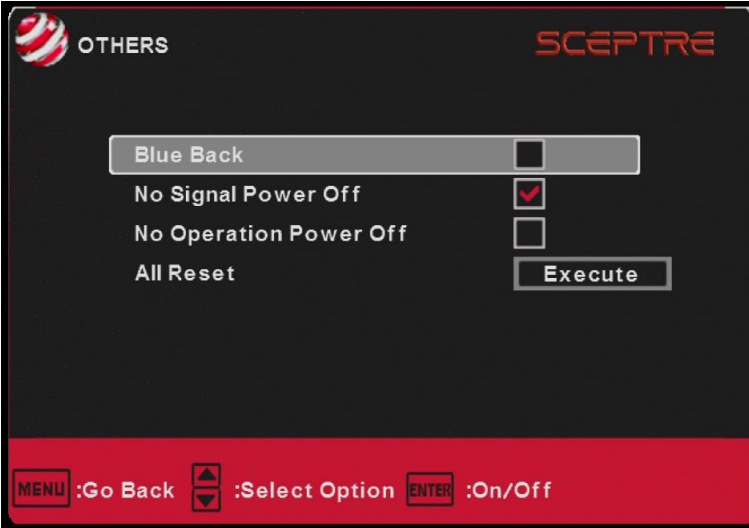 OTHERS SCEPTRE
Blue Back
No Signal Power Off
No Operation Power Off
All Reset Execute
MENU :Go Back :Select Option ENTER :On/Off